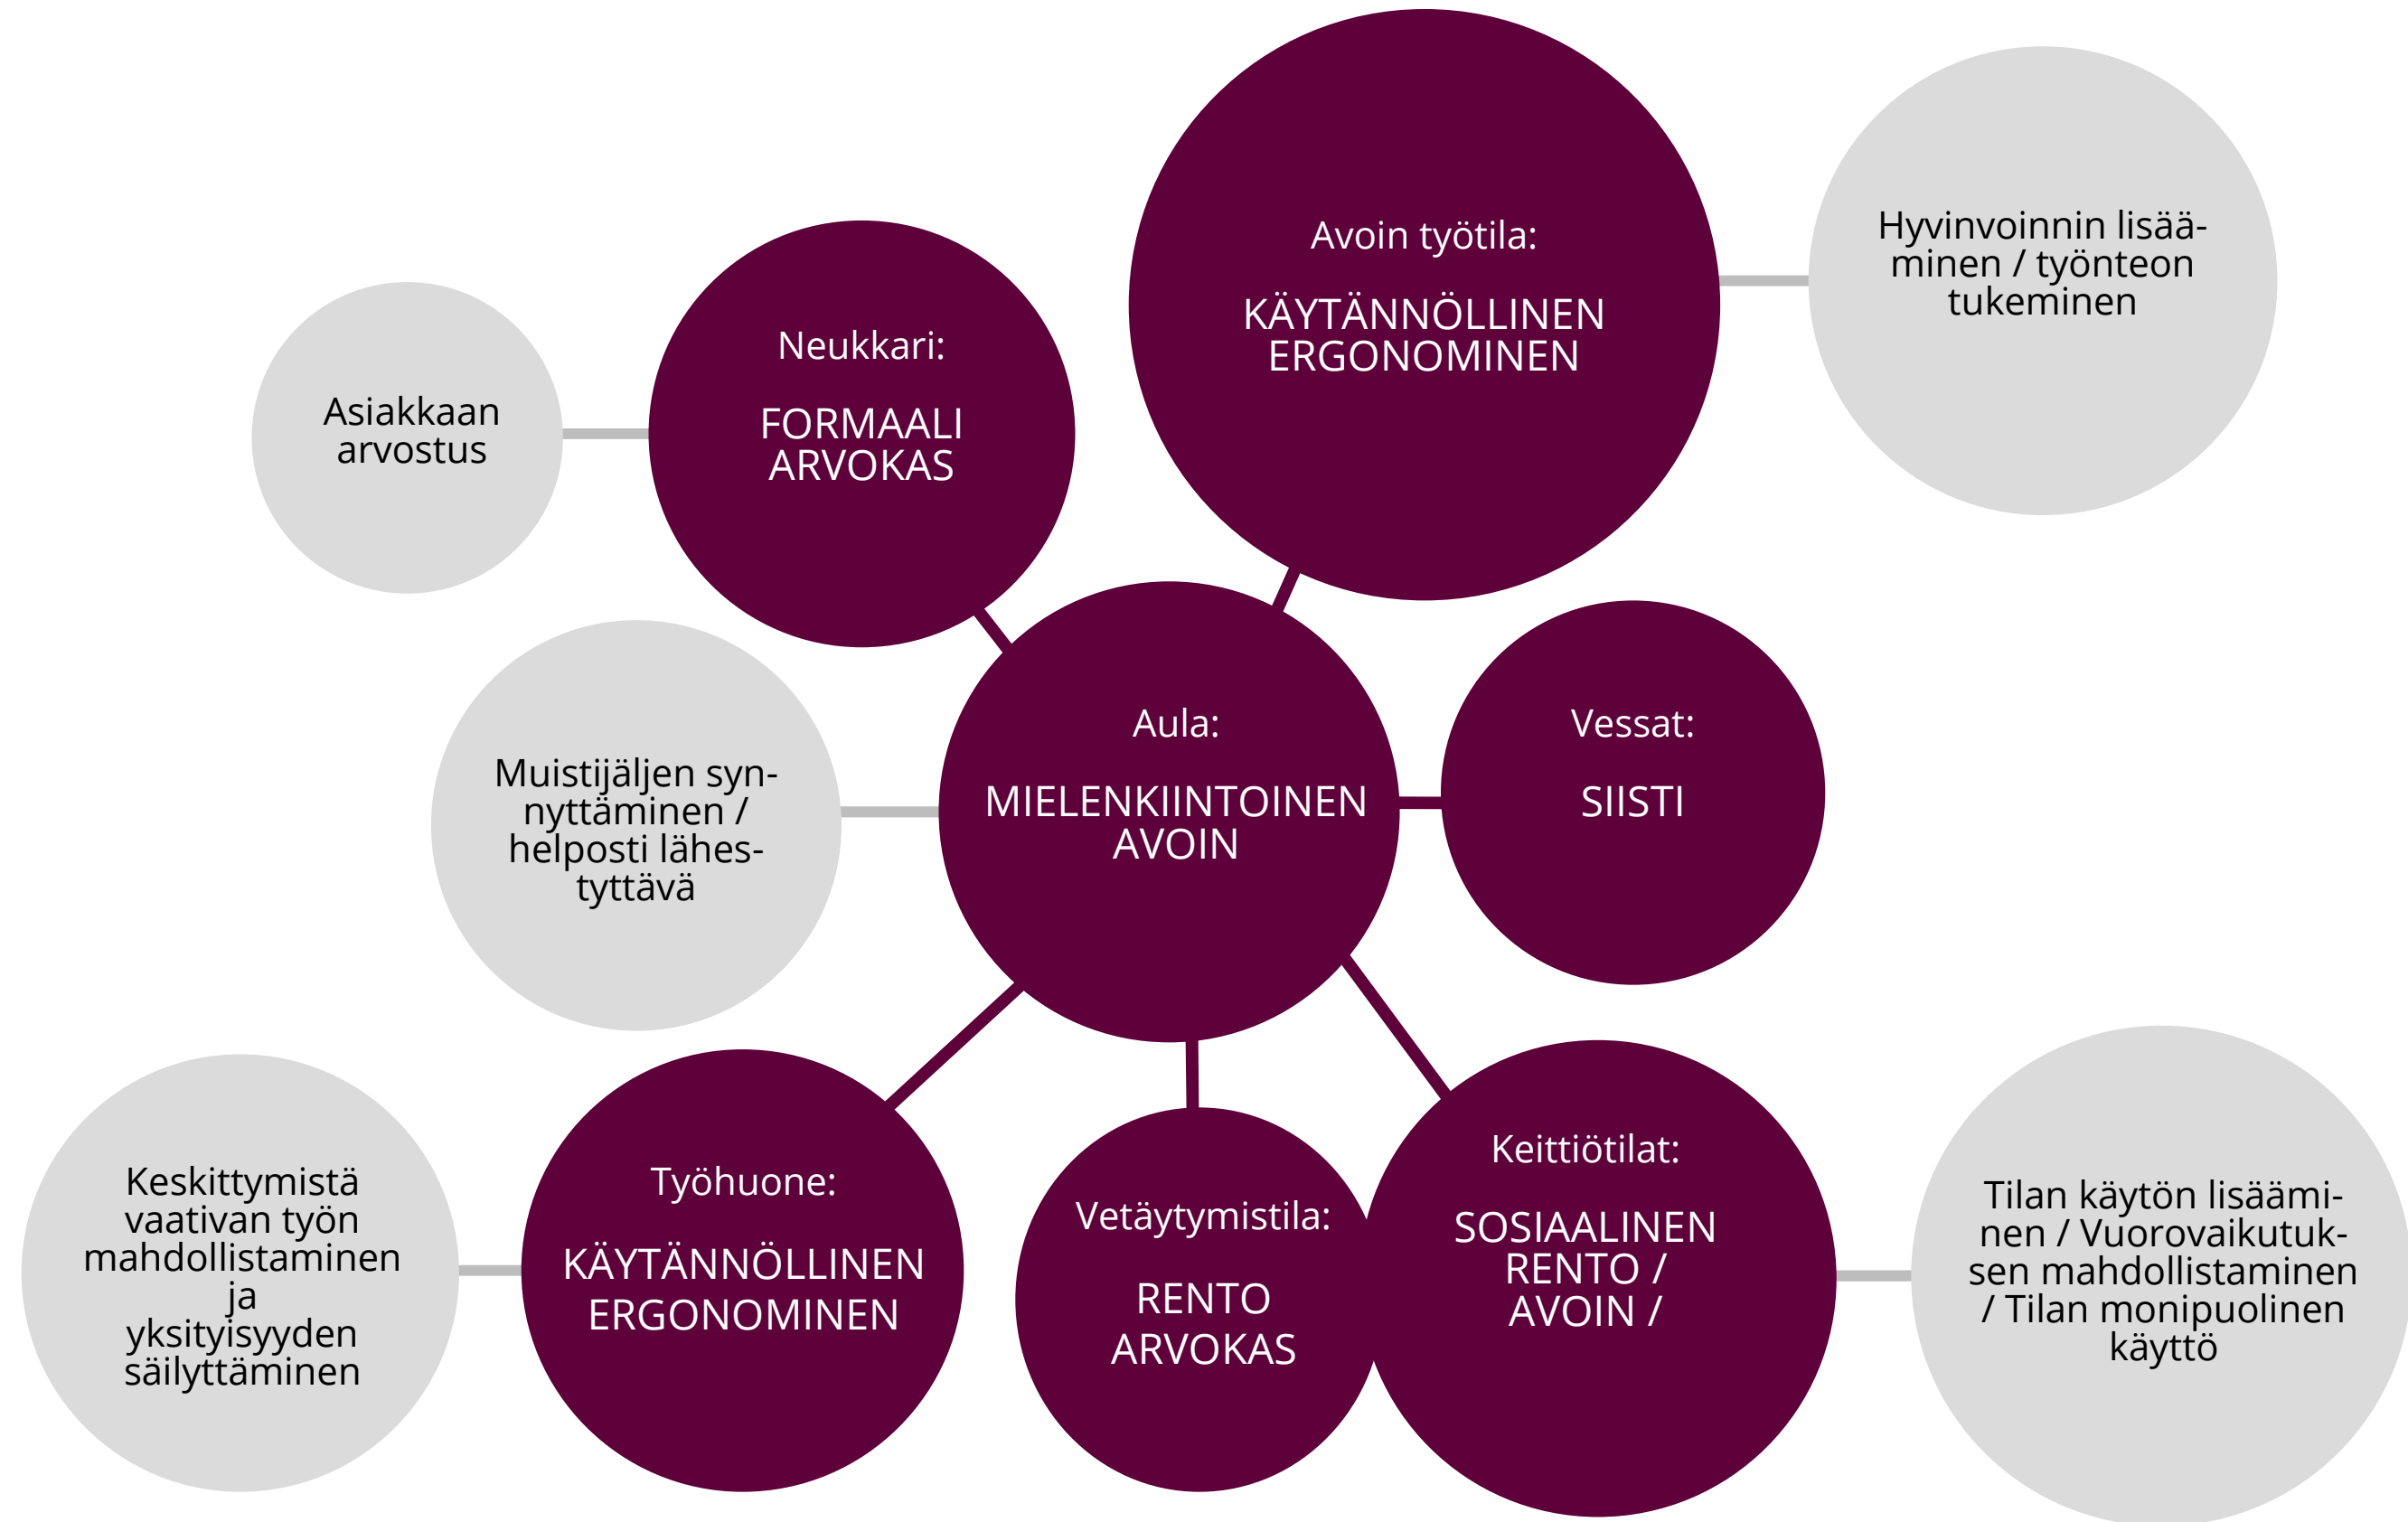 Avoin työtila:
KÄYTÄNNÖLLINEN
ERGONOMINEN
Hyvinvoinnin lisää-
minen / työnteon
tukeminen
Neukkari:
FORMAALI
ARVOKAS
Asiakkaan
arvostus
Aula:
MIELENKIINTOINEN
AVOIN
Vessat:
SIISTI
Muistijäljen syn-
nyttäminen /
helposti lähes-
tyttävä
Keskittymistä
vaativan työn
mahdollistaminen
ja
yksityisyyden
säilyttäminen
Työhuone:
KÄYTÄNNÖLLINEN
ERGONOMINEN
Vetäytymistila:
RENTO
ARVOKAS
Keittiötilat:
SOSIAALINEN
RENTO /
AVOIN /
Tilan käytön lisäämi-
nen / Vuorovaikutuk-
sen mahdollistaminen
/ Tilan monipuolinen
käyttö